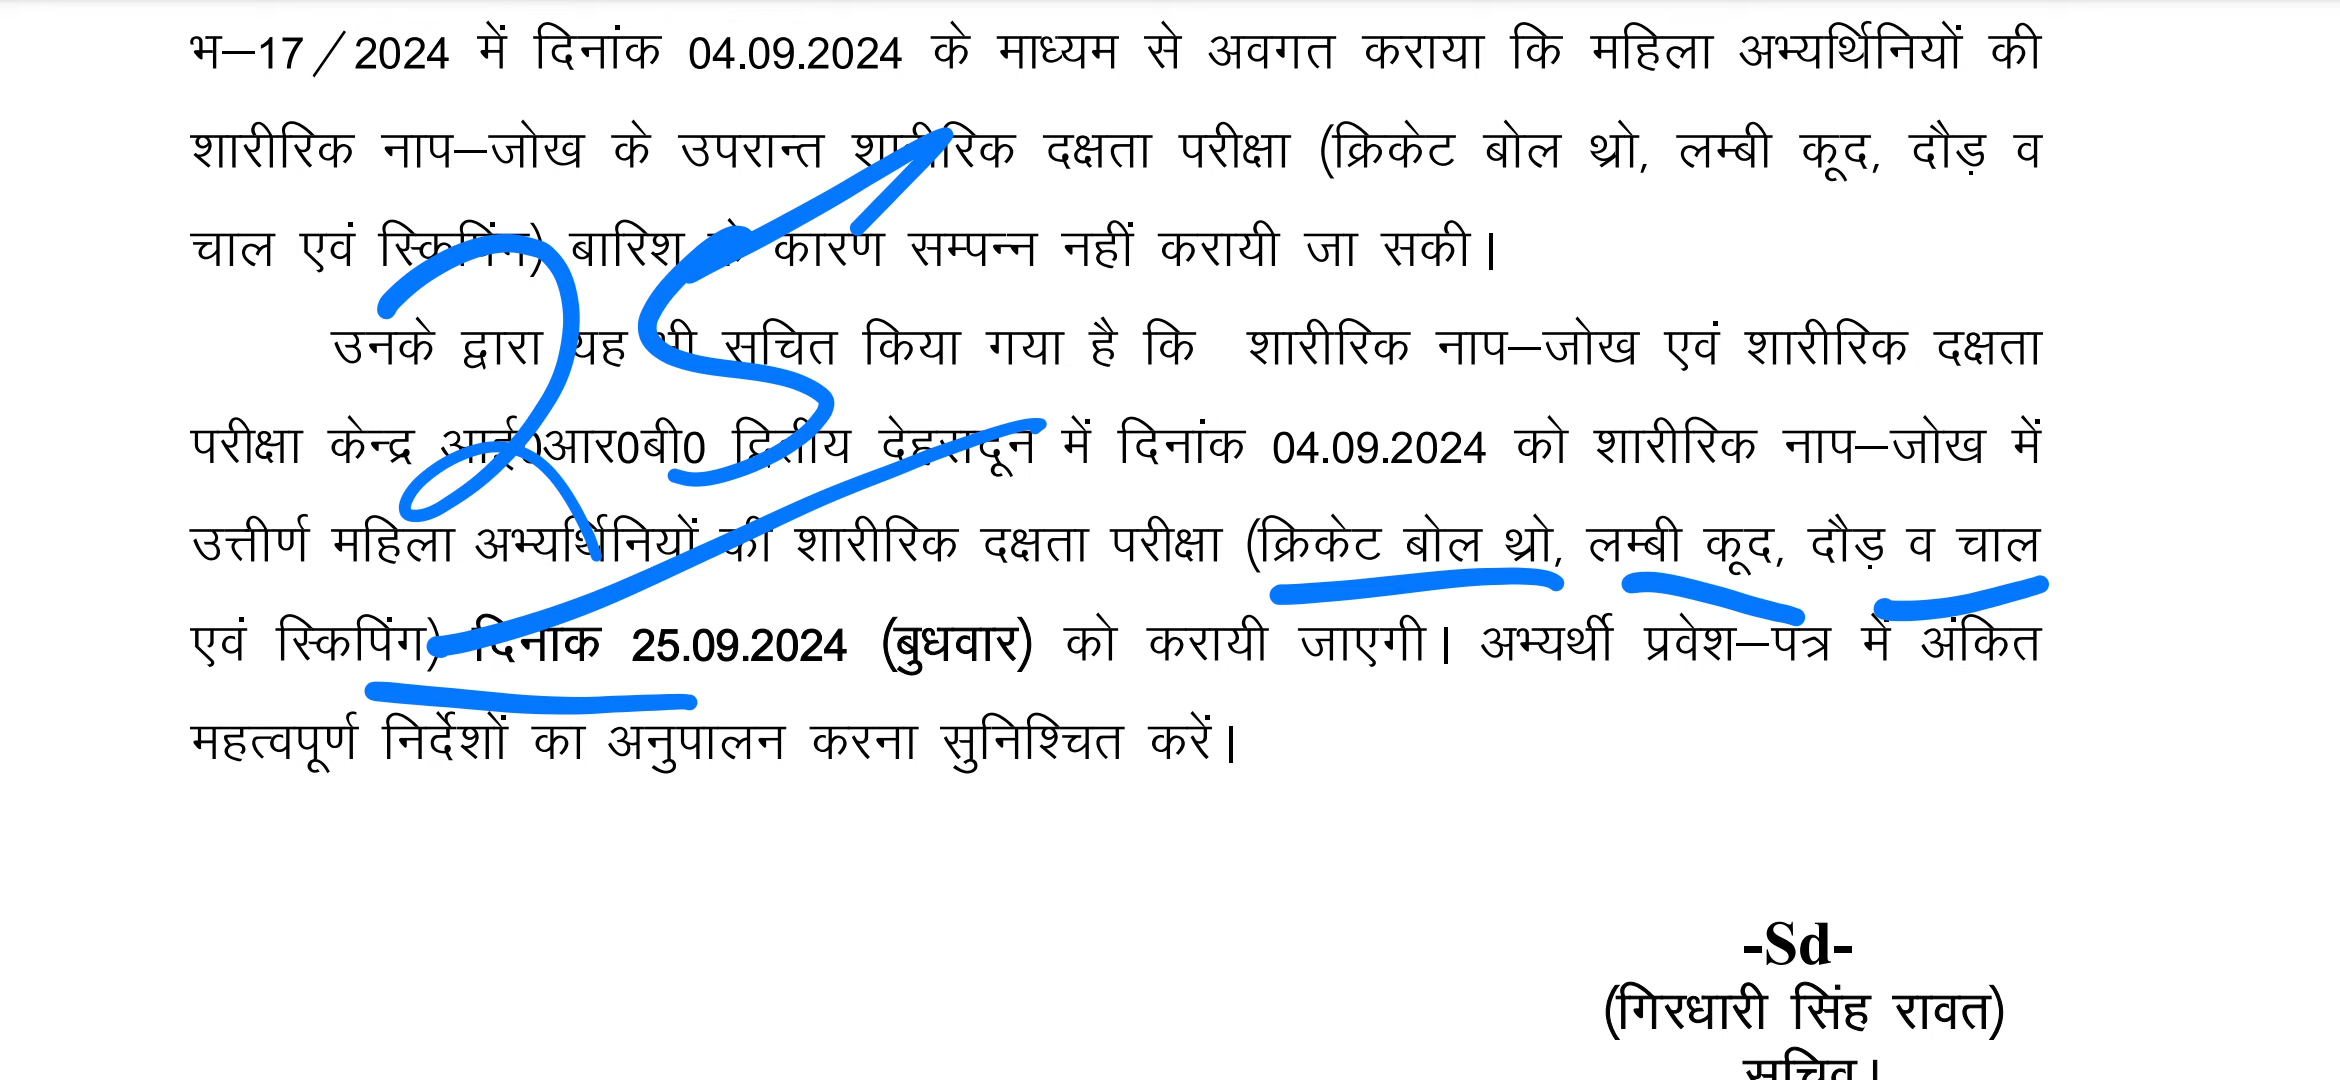 भ–17/2024 में दिनांक 04.09.2024 के माध्यम से अवगत कराया कि महिला अभ्यर्थिनियों की
शारीरिक नाप–जोख के उपरान्त शारीरिक दक्षता परीक्षा (क्रिकेट बोल थ्रो, लम्बी कूद, दौड़ व
चाल एवं स्किपिंग) बारिश के कारण सम्पन्न नहीं करायी जा सकी।
25
उनके द्वारा यह भी सूचित किया गया है कि शारीरिक नाप–जोख एवं शारीरिक दक्षता
परीक्षा केन्द्र आई0आर0बी0 द्वितीय देहरादून में दिनांक 04.09.2024 को शारीरिक नाप–जोख में
उत्तीर्ण महिला अभ्यर्थिनियों की शारीरिक दक्षता परीक्षा (क्रिकेट बोल थ्रो, लम्बी कूद, दौड़ व चाल
एवं स्किपिंग) दिनांक 25.09.2024 (बुधवार) को करायी जाएगी। अभ्यर्थी प्रवेश–पत्र में अंकित
महत्वपूर्ण निर्देशों का अनुपालन करना सुनिश्चित करें।
-Sd-
(गिरधारी सिंह रावत)
सचिव।